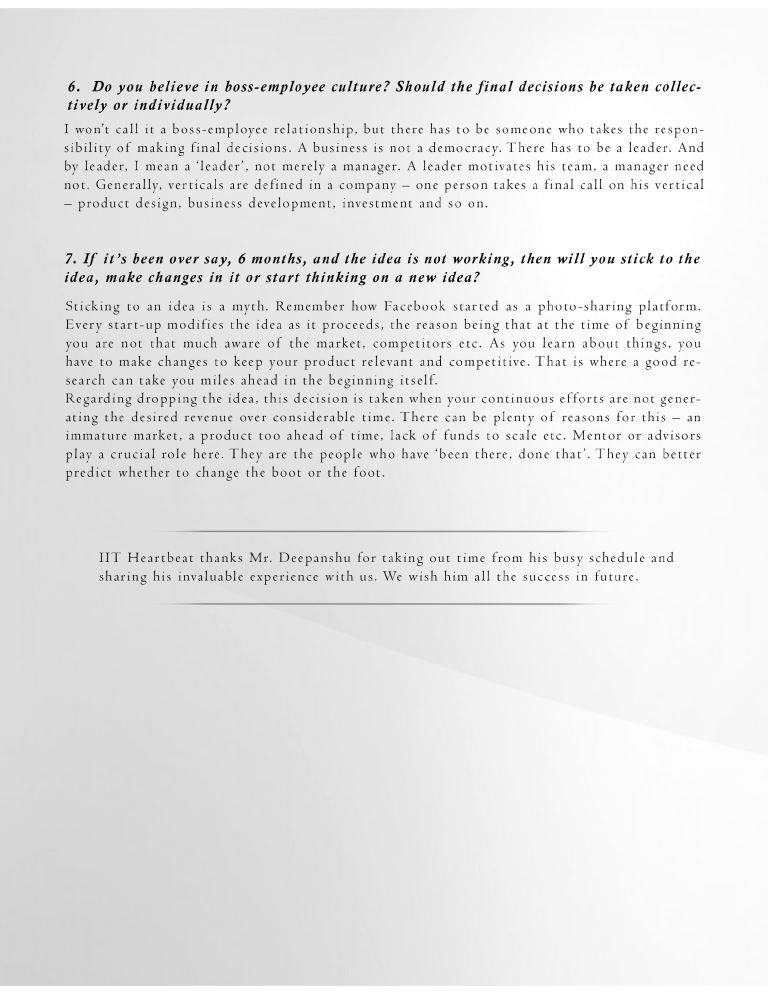 6. Do you believe in boss-employee culture? Should the final decisions be taken collec-
tively or individually?
I won't call it a boss-employee relationship, but there has to be someone who takes the respon-
sibility of making final decisions. A business is not a democracy. There has to be a leader. And
by leader, I mean a ‘leader’, not merely a manager. A leader motivates his team, a manager need
not. Generally, verticals are defined in a company – one person takes a final call on his vertical
– product design, business development, investment and so on.
7. If it’s been over say, 6 months, and the idea is not working, then will you stick to the
idea, make changes in it or start thinking on a new idea?
Sticking to an idea is a myth. Remember how Facebook started as a photo-sharing platform.
Every start-up modifies the idea as it proceeds, the reason being that at the time of beginning
you are not that much aware of the market, competitors etc. As you learn about things, you
have to make changes to keep your product relevant and competitive. That is where a good re-
search can take you miles ahead in the beginning itself.
Regarding dropping the idea, this decision is taken when your continuous efforts are not gener-
ating the desired revenue over considerable time. There can be plenty of reasons for this – an
immature market, a product too ahead of time, lack of funds to scale etc. Mentor or advisors
play a crucial role here. They are the people who have ‘been there, done that’. They can better
predict whether to change the boot or the foot.
IIT Heartbeat thanks Mr. Deepanshu for taking out time from his busy schedule and
sharing his invaluable experience with us. We wish him all the success in future.